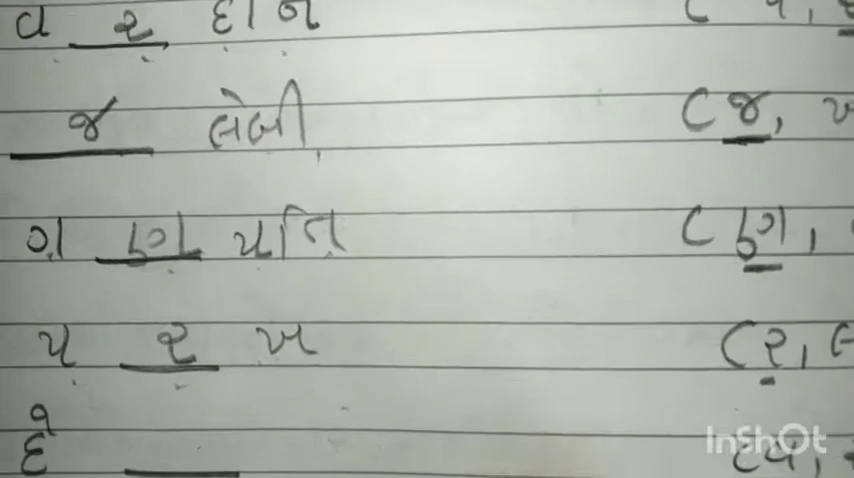 વ ર દાન
જ લેબી (જ,
ગ ણ પતિ (ણ,
પ ર ખ (ર,
દે
InShOt